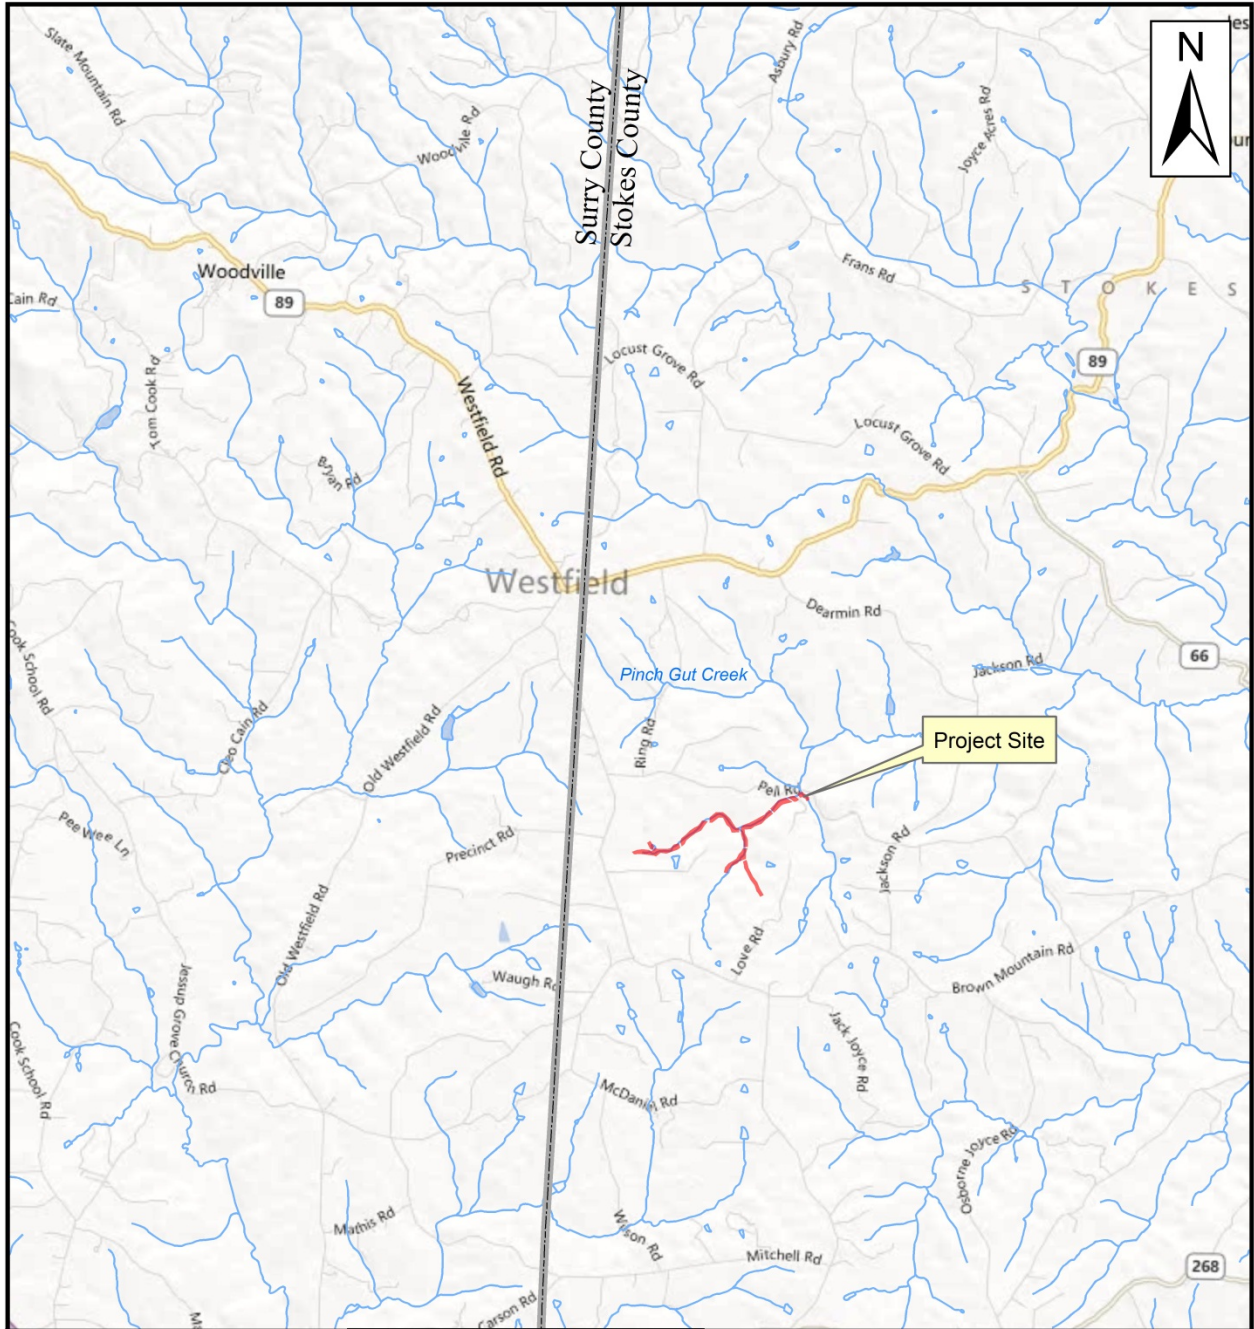 Slate Mountain Rd
Asbury Rd
N
Woodville Rd
Joyce Acres Rd
Surry County
Stokes County
Woodville
Frans Rd
STOKES
Cain Rd
89
Locust Grove Rd
89
Tom Cook Rd
Westfield Rd
Locust Grove Rd
Bryan Rd
Westfield
Dearmin Rd
Cook School Rd
66
Jackson Rd
Pinch Gut Creek
Cleo Cain Rd
Old Westfield Rd
Ring Rd
Project Site
Pell Rd
Pee Wee Ln
Precinct Rd
Jackson Rd
Old Westfield Rd
Love Rd
Waugh Rd
Brown Mountain Rd
Jessup Grove Church Rd
Jack Joyce Rd
Cook School Rd
McDaniel Rd
Osborne Joyce Rd
Mathis Rd
Wilson Rd
Mitchell Rd
268
Carson Rd